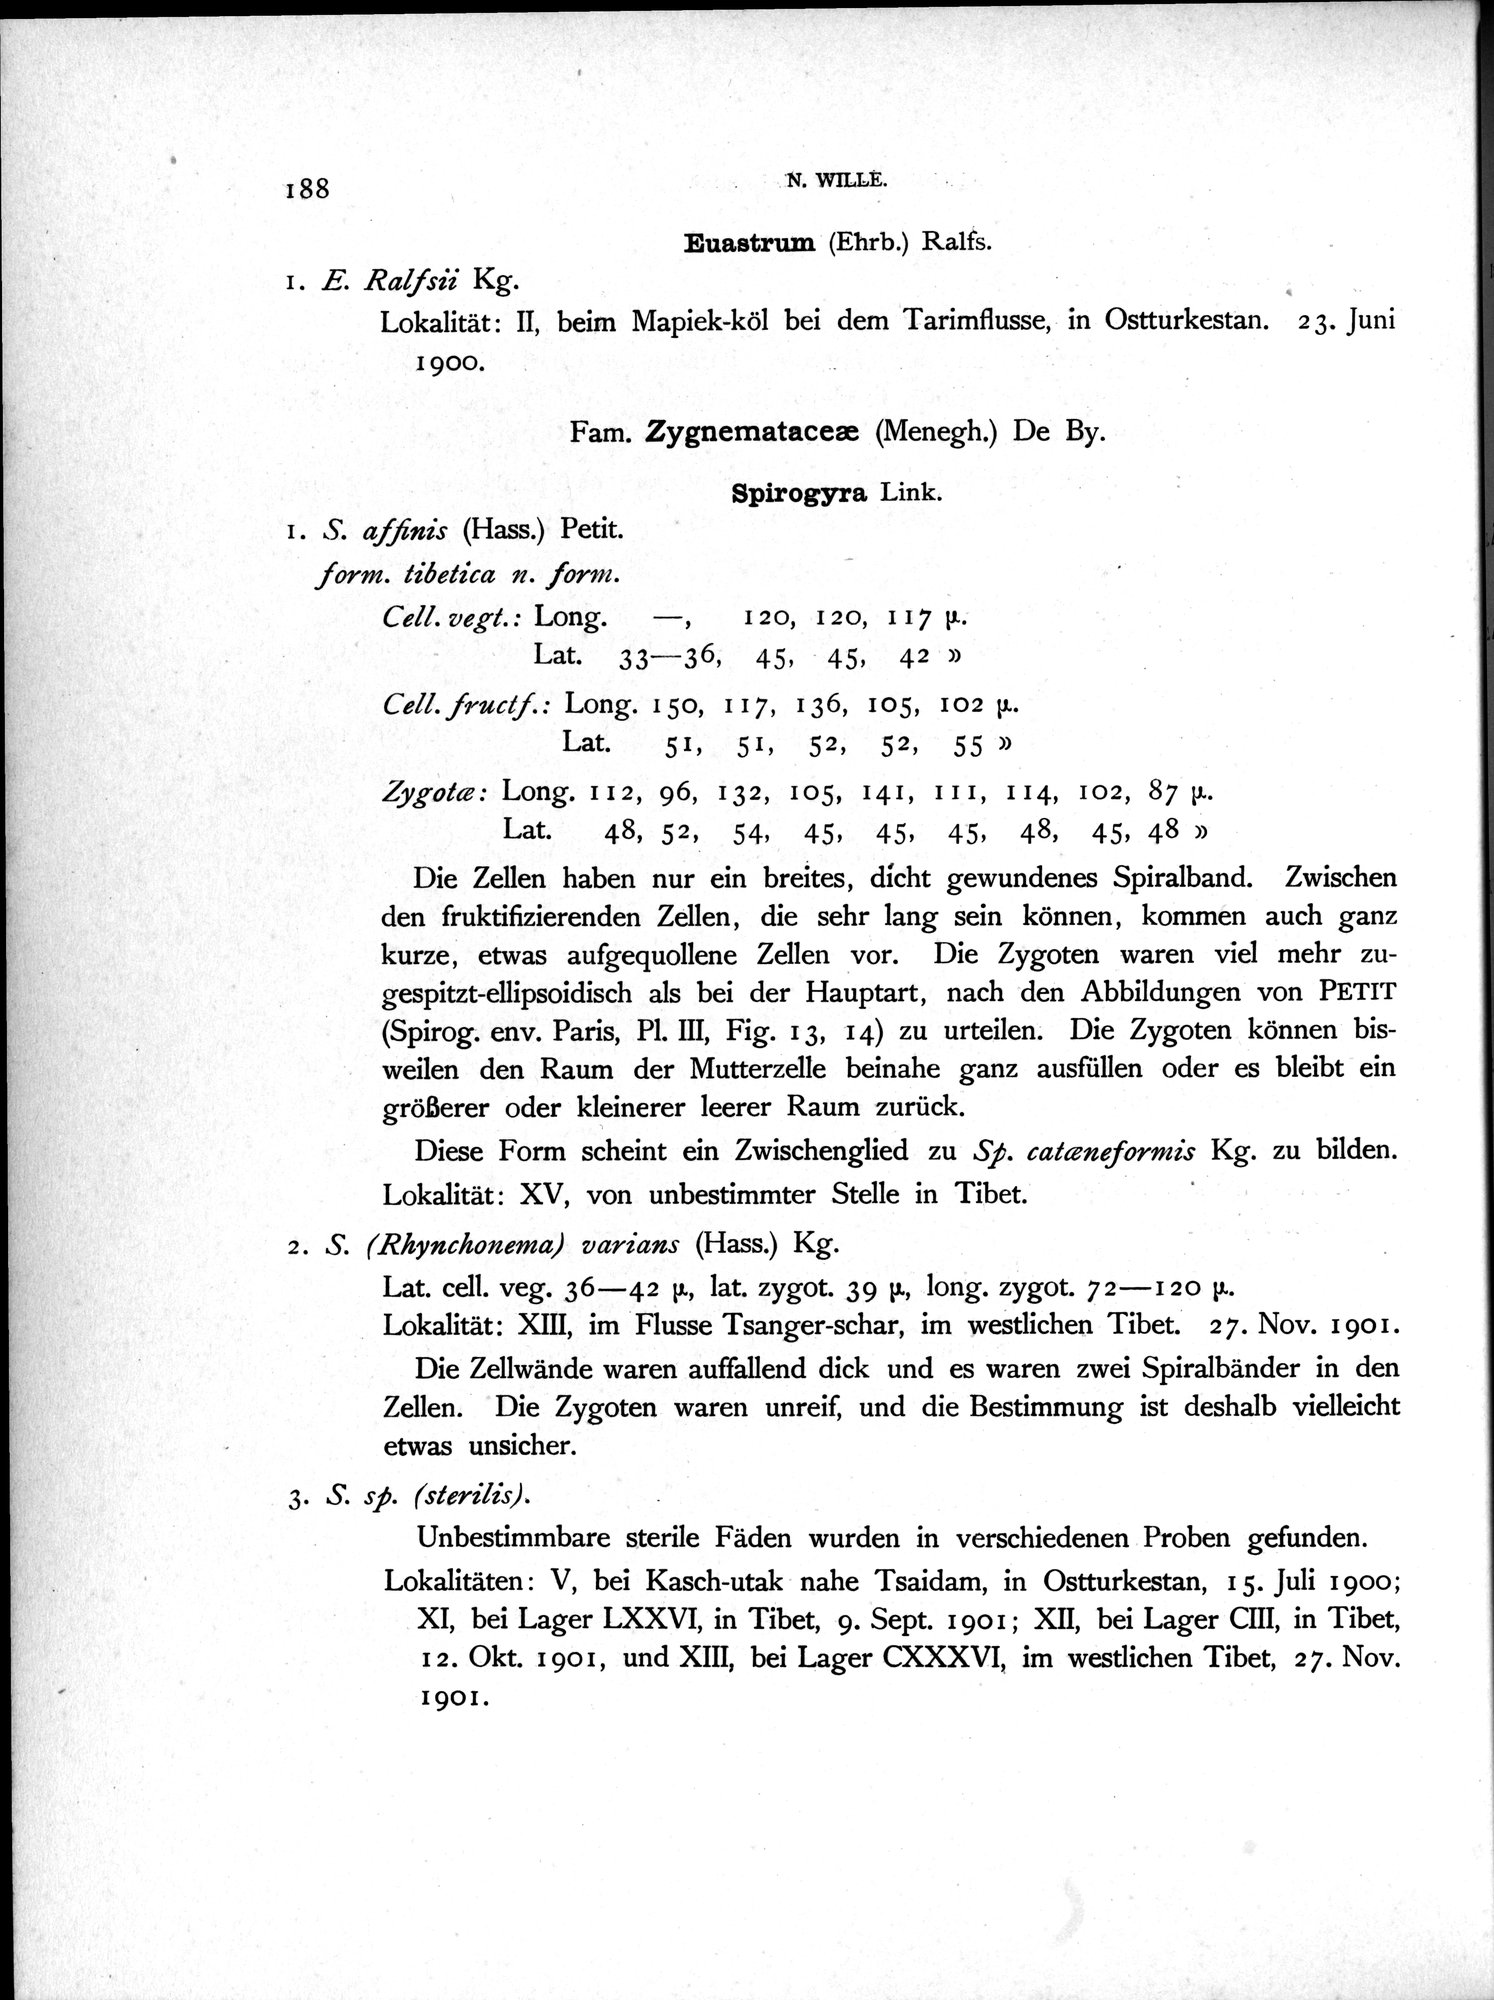 188
N. WILLE.
Euastrum (Ehrb.) Ralfs.
1. E. Ralfsii Kg.
Lokalität: II, beim Mapiek-köl bei dem Tarimflusse, in Ostturkestan. 23. Juni
1900.
Fam. Zygnemataceæ (Menegh.) De By.
Spirogyra Link.
1. S. affinis (Hass.) Petit.
form. tibetica n. form.
Cell. vegt.: Long. —, 120, 120, 117 µ.
Lat. 33—36, 45, 45, 42 »
Cell. fructf.: Long. 150, 117, 136, 105, 102 µ.
Lat. 51, 51, 52, 52, 55 »
Zygotæ: Long. 112, 96, 132, 105, 141, 111, 114, 102, 87 µ.
Lat. 48, 52, 54, 45, 45, 45, 48, 45, 48 »
Die Zellen haben nur ein breites, dicht gewundenes Spiralband. Zwischen
den fruktifizierenden Zellen, die sehr lang sein können, kommen auch ganz
kurze, etwas aufgequollene Zellen vor. Die Zygoten waren viel mehr zu-
gespitzt-ellipsoidisch als bei der Hauptart, nach den Abbildungen von PETIT
(Spirog. env. Paris, Pl. III, Fig. 13, 14) zu urteilen. Die Zygoten können bis-
weilen den Raum der Mutterzelle beinahe ganz ausfüllen oder es bleibt ein
größerer oder kleinerer leerer Raum zurück.
Diese Form scheint ein Zwischenglied zu Sp. catæneformis Kg. zu bilden.
Lokalität: XV, von unbestimmter Stelle in Tibet.
2. S. (Rhynchonema) varians (Hass.) Kg.
Lat. cell. veg. 36—42 µ, lat. zygot. 39 µ, long. zygot. 72—120 µ.
Lokalität: XIII, im Flusse Tsanger-schar, im westlichen Tibet. 27. Nov. 1901.
Die Zellwände waren auffallend dick und es waren zwei Spiralbänder in den
Zellen. Die Zygoten waren unreif, und die Bestimmung ist deshalb vielleicht
etwas unsicher.
3. S. sp. (sterilis).
Unbestimmbare sterile Fäden wurden in verschiedenen Proben gefunden.
Lokalitäten: V, bei Kasch-utak nahe Tsaidam, in Ostturkestan, 15. Juli 1900;
XI, bei Lager LXXVI, in Tibet, 9. Sept. 1901; XII, bei Lager CIII, in Tibet,
12. Okt. 1901, und XIII, bei Lager CXXXVI, im westlichen Tibet, 27. Nov.
1901.